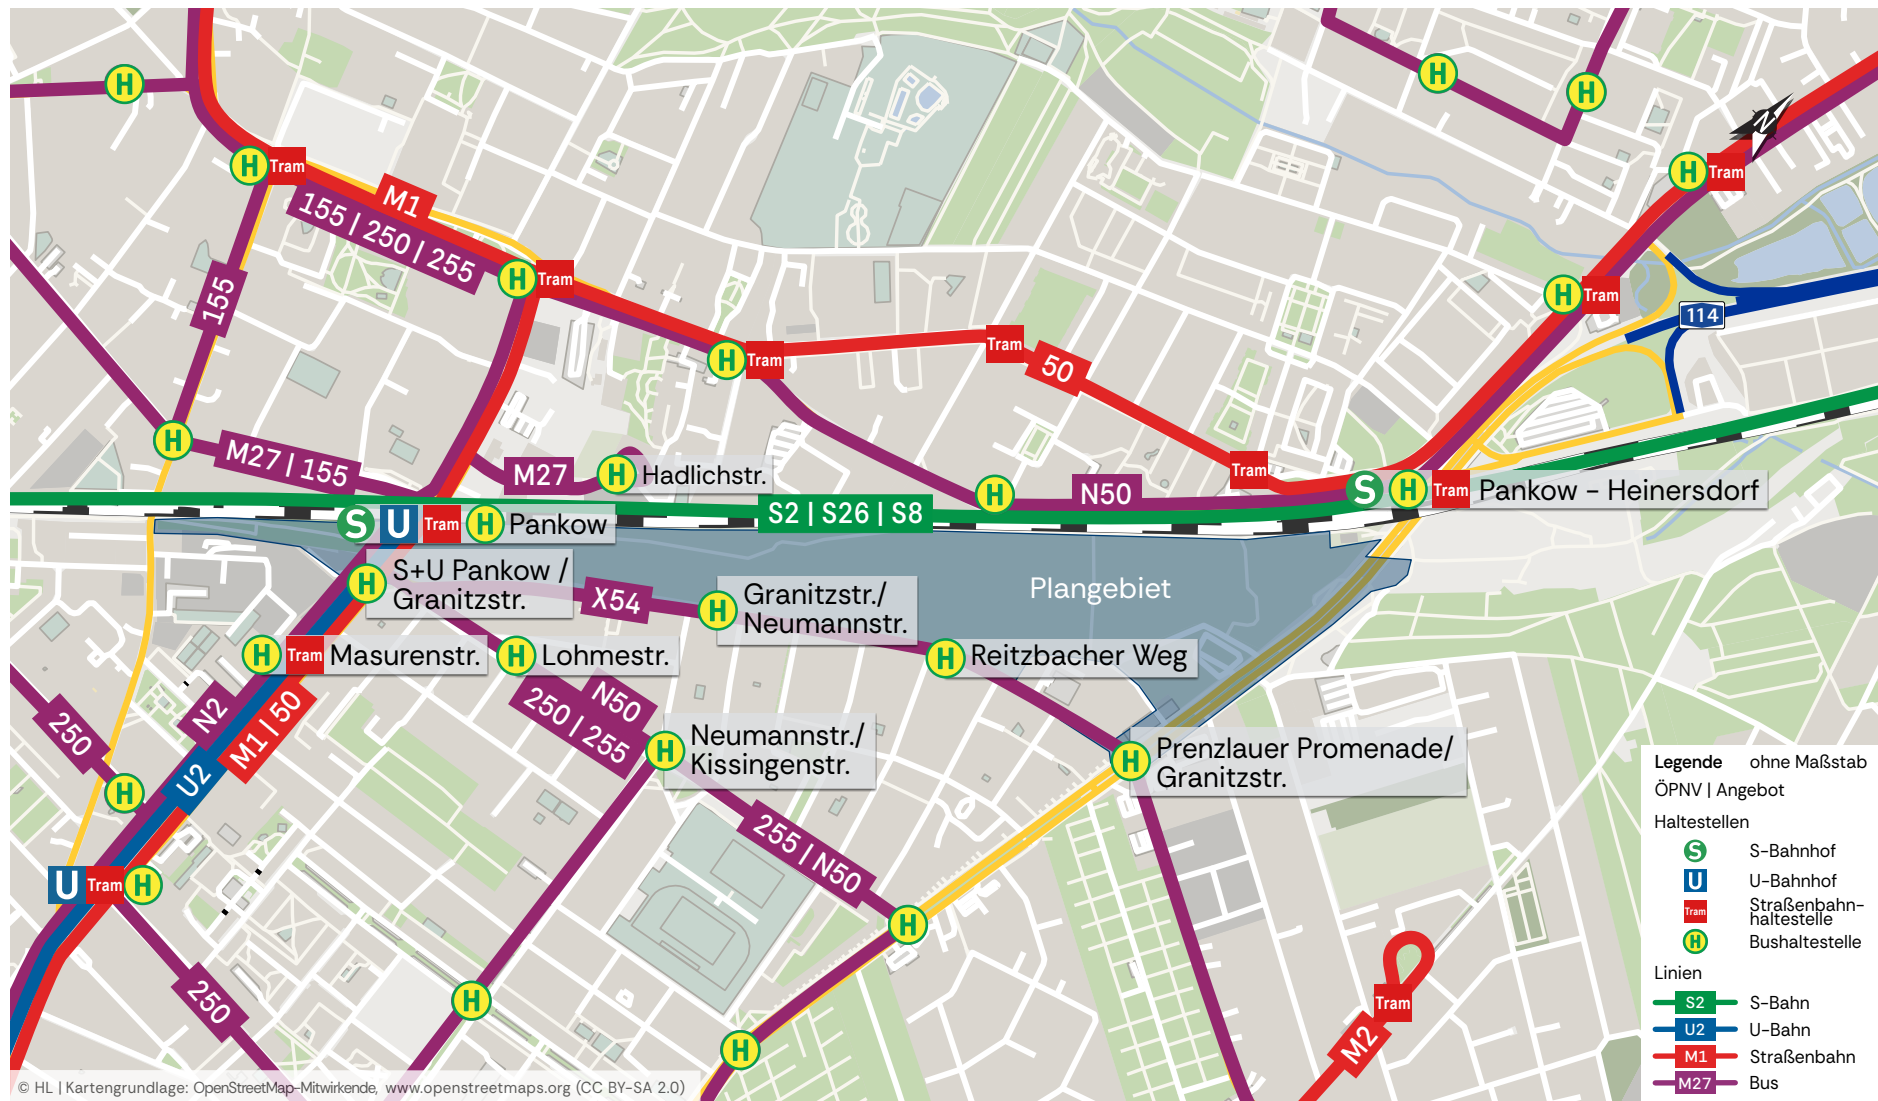 H
H
H
N
H Tram
M1
155 | 250 | 255
H Tram
155
H Tram
H Tram
114
H Tram
Tram
50
H
M27 | 155
M27
H Hadlichstr.
Tram
H
N50
S H Tram Pankow – Heinersdorf
S2 | S26 | S8
S U Tram H Pankow
H S+U Pankow /
Granitzstr.
X54
H Granitzstr./
Neumannstr.
Plangebiet
H Tram Masurenstr.
H Lohmestr.
H Reitzbacher Weg
N2
M1 | 50
N50
250 | 255
250
H Neumannstr./
Kissingenstr.
H Prenzlauer Promenade/
Granitzstr.
U2
H
255 | N50
U Tram H
H
250
H
H
Tram
M2
Legende ohne Maßstab
ÖPNV | Angebot
Haltestellen
S S-Bahnhof
U U-Bahnhof
Tram Straßenbahn-
haltestelle
H Bushaltestelle
Linien
S2 S-Bahn
U2 U-Bahn
M1 Straßenbahn
M27 Bus
© HL | Kartengrundlage: OpenStreetMap-Mitwirkende, www.openstreetmaps.org (CC BY-SA 2.0)